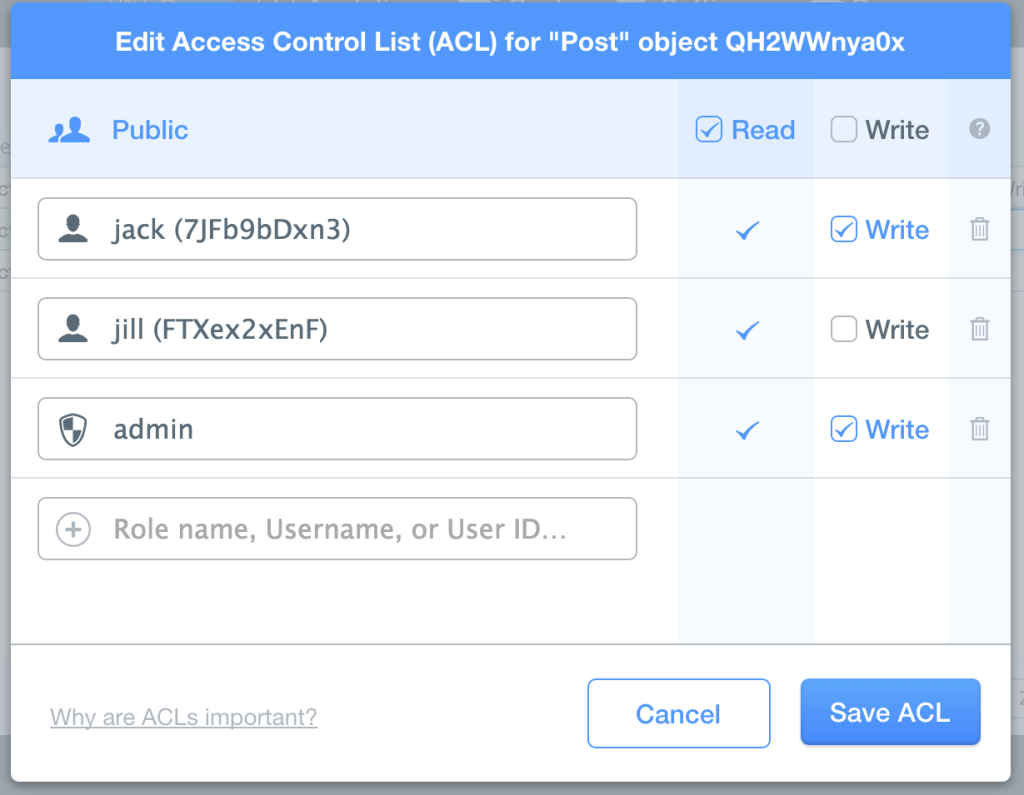 Edit Access Control List (ACL) for "Post" object QH2WWnya0x
Public Read Write ?
jack (7JFb9bDxn3) Write
jill (FTXex2xEnF) Write
admin Write
Role name, Username, or User ID...
Why are ACLs important? Cancel Save ACL